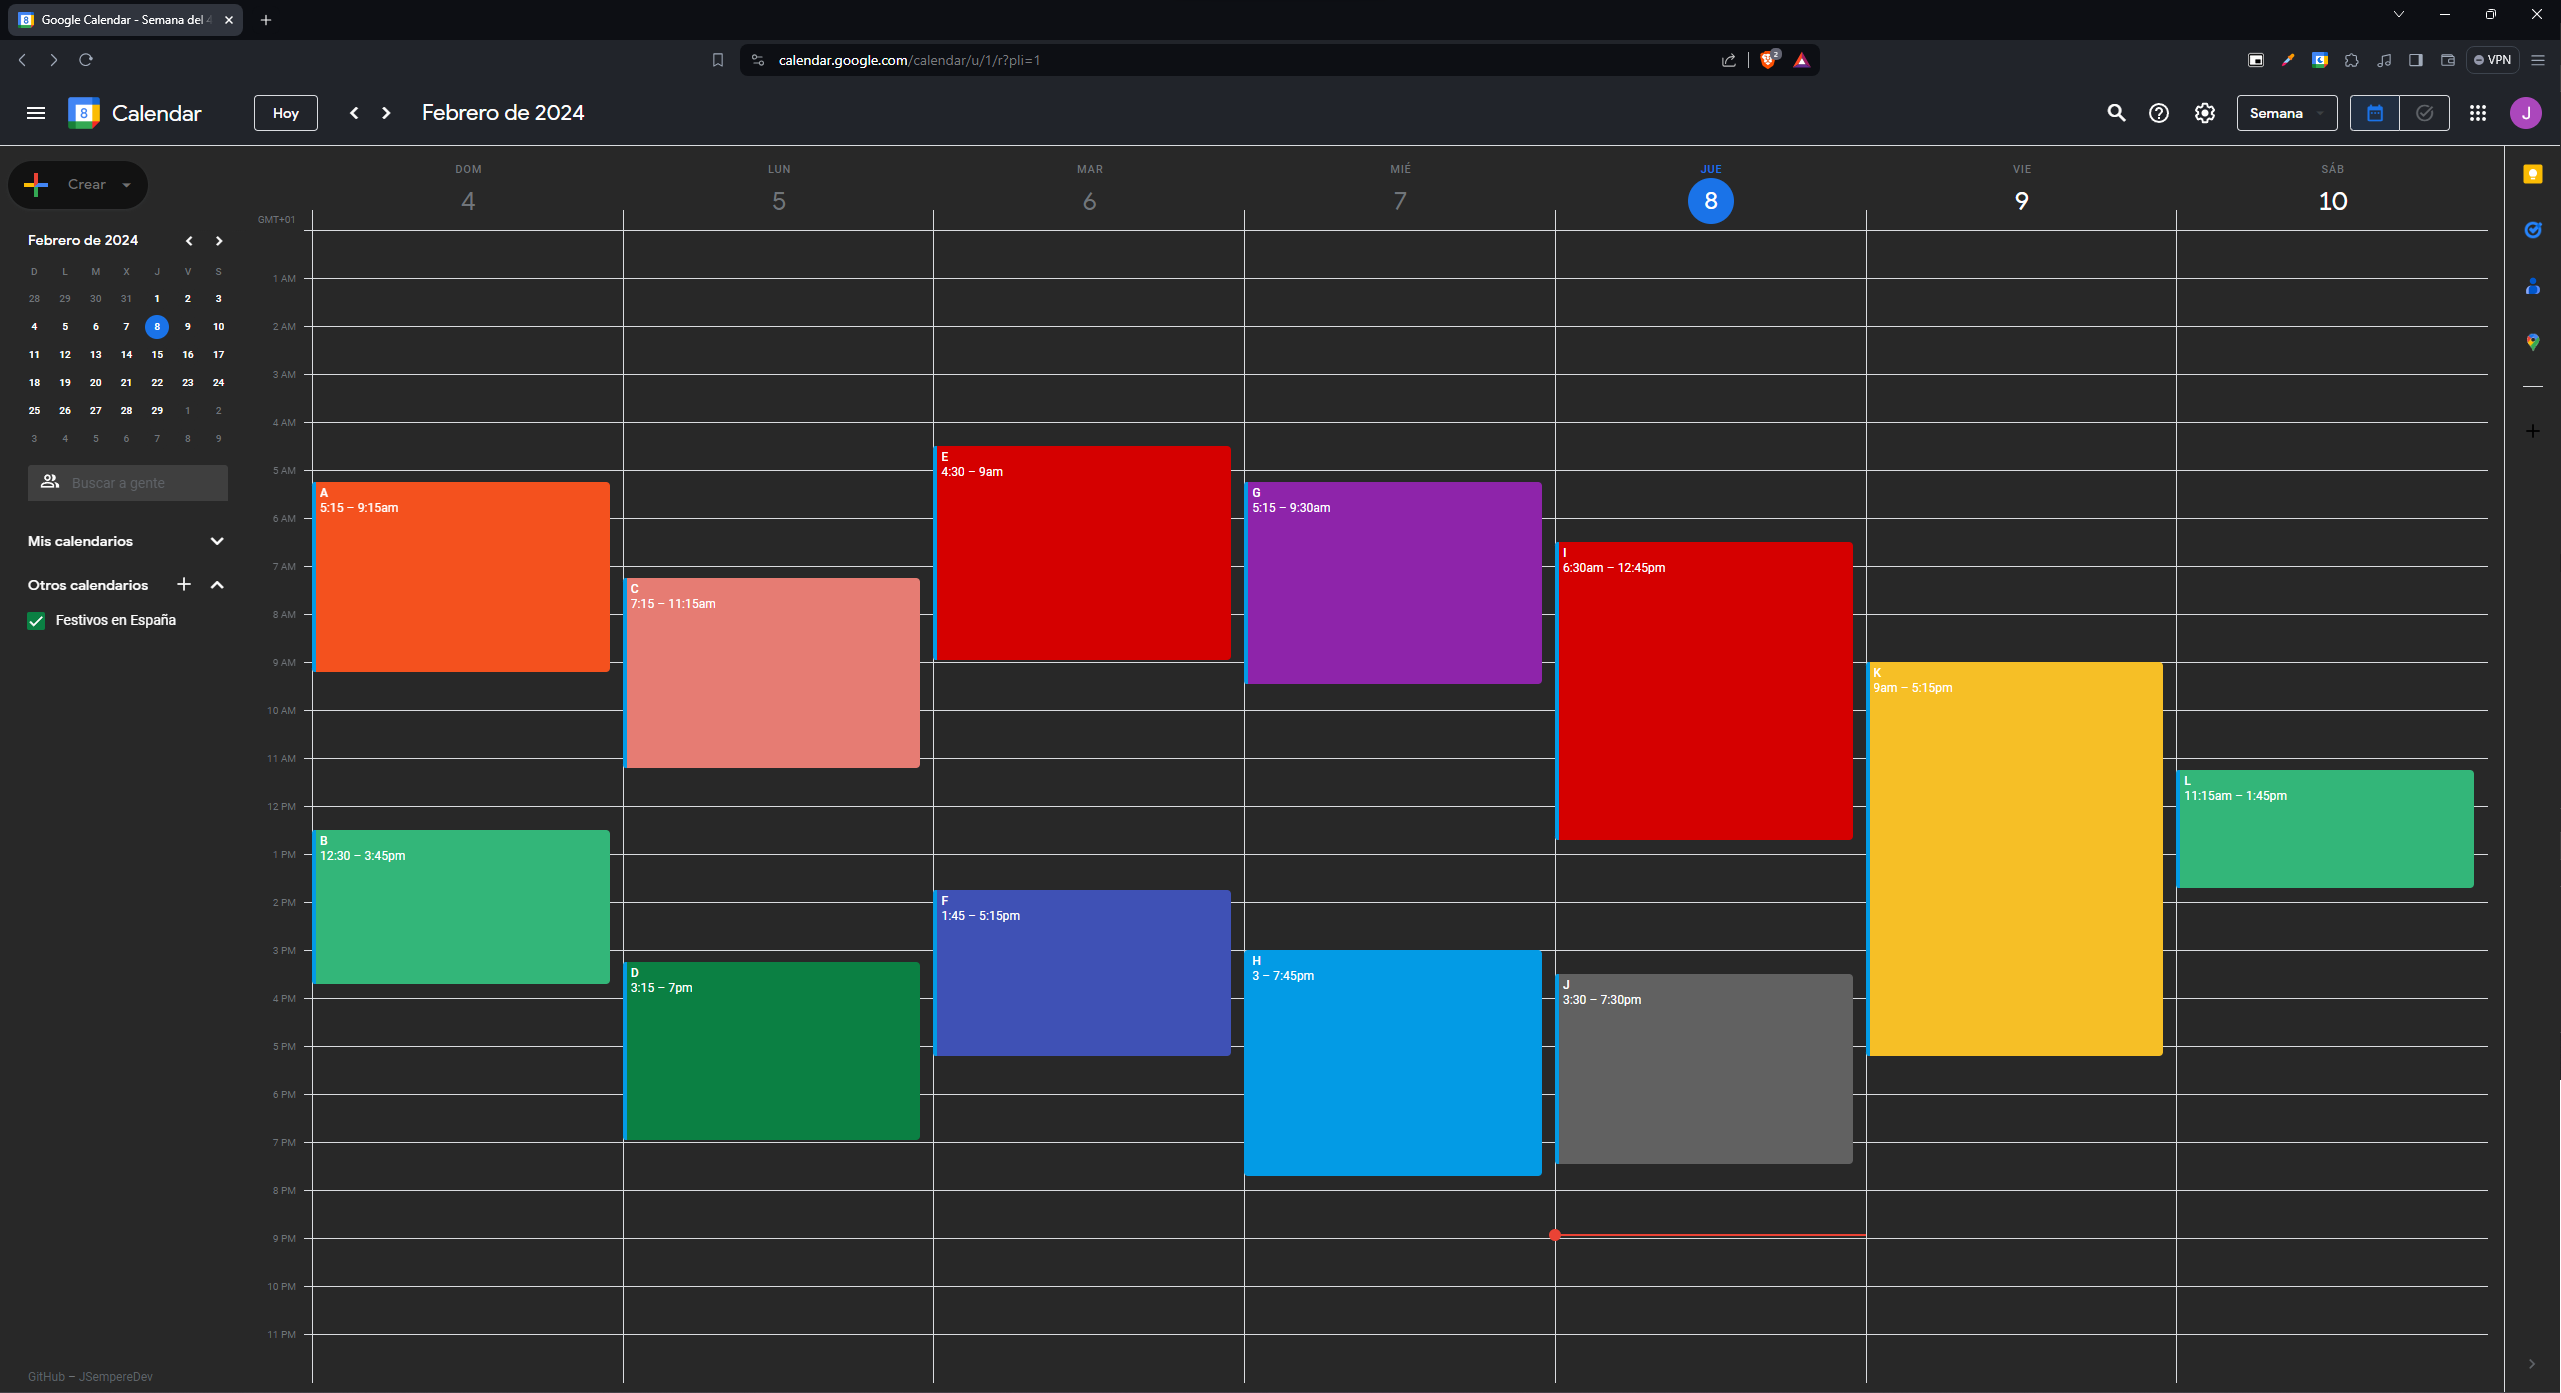 Google Calendar - Semana del 4
calendar.google.com/calendar/u/1/r?pli=1
2
VPN
8
Calendar
Hoy
Febrero de 2024
Semana
J
Crear
Febrero de 2024
D L M X J V S
28 29 30 31 1 2 3
4 5 6 7 8 9 10
11 12 13 14 15 16 17
18 19 20 21 22 23 24
25 26 27 28 29 1 2
3 4 5 6 7 8 9
Buscar a gente
Mis calendarios
Otros calendarios
Festivos en España
GitHub – JSempereDev
DOM LUN MAR MIÉ JUE VIE SÁB
4 5 6 7 8 9 10
GMT+01
1 AM
2 AM
3 AM
4 AM
5 AM
6 AM
7 AM
8 AM
9 AM
10 AM
11 AM
12 PM
1 PM
2 PM
3 PM
4 PM
5 PM
6 PM
7 PM
8 PM
9 PM
10 PM
11 PM
A
5:15 – 9:15am
B
12:30 – 3:45pm
C
7:15 – 11:15am
D
3:15 – 7pm
E
4:30 – 9am
F
1:45 – 5:15pm
G
5:15 – 9:30am
H
3 – 7:45pm
I
6:30am – 12:45pm
J
3:30 – 7:30pm
K
9am – 5:15pm
L
11:15am – 1:45pm